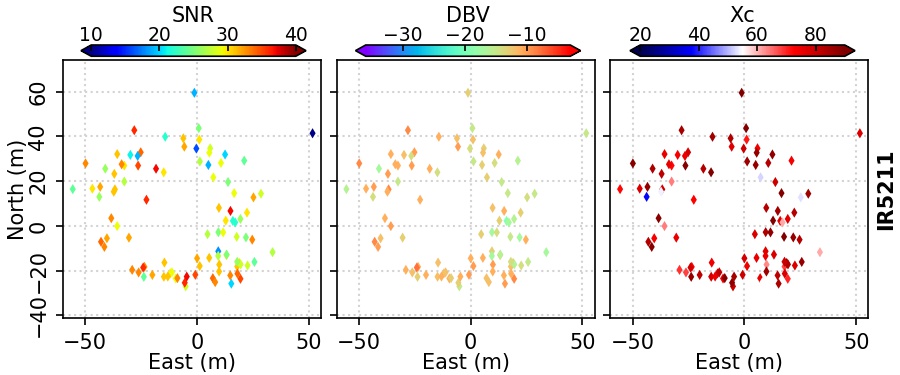 SNR DBV Xc
10 20 30 40 −30 −20 −10 20 40 60 80
60
40
20
0
−20
−40
North (m)
IR5211
−50 0 50 −50 0 50 −50 0 50
East (m) East (m) East (m)